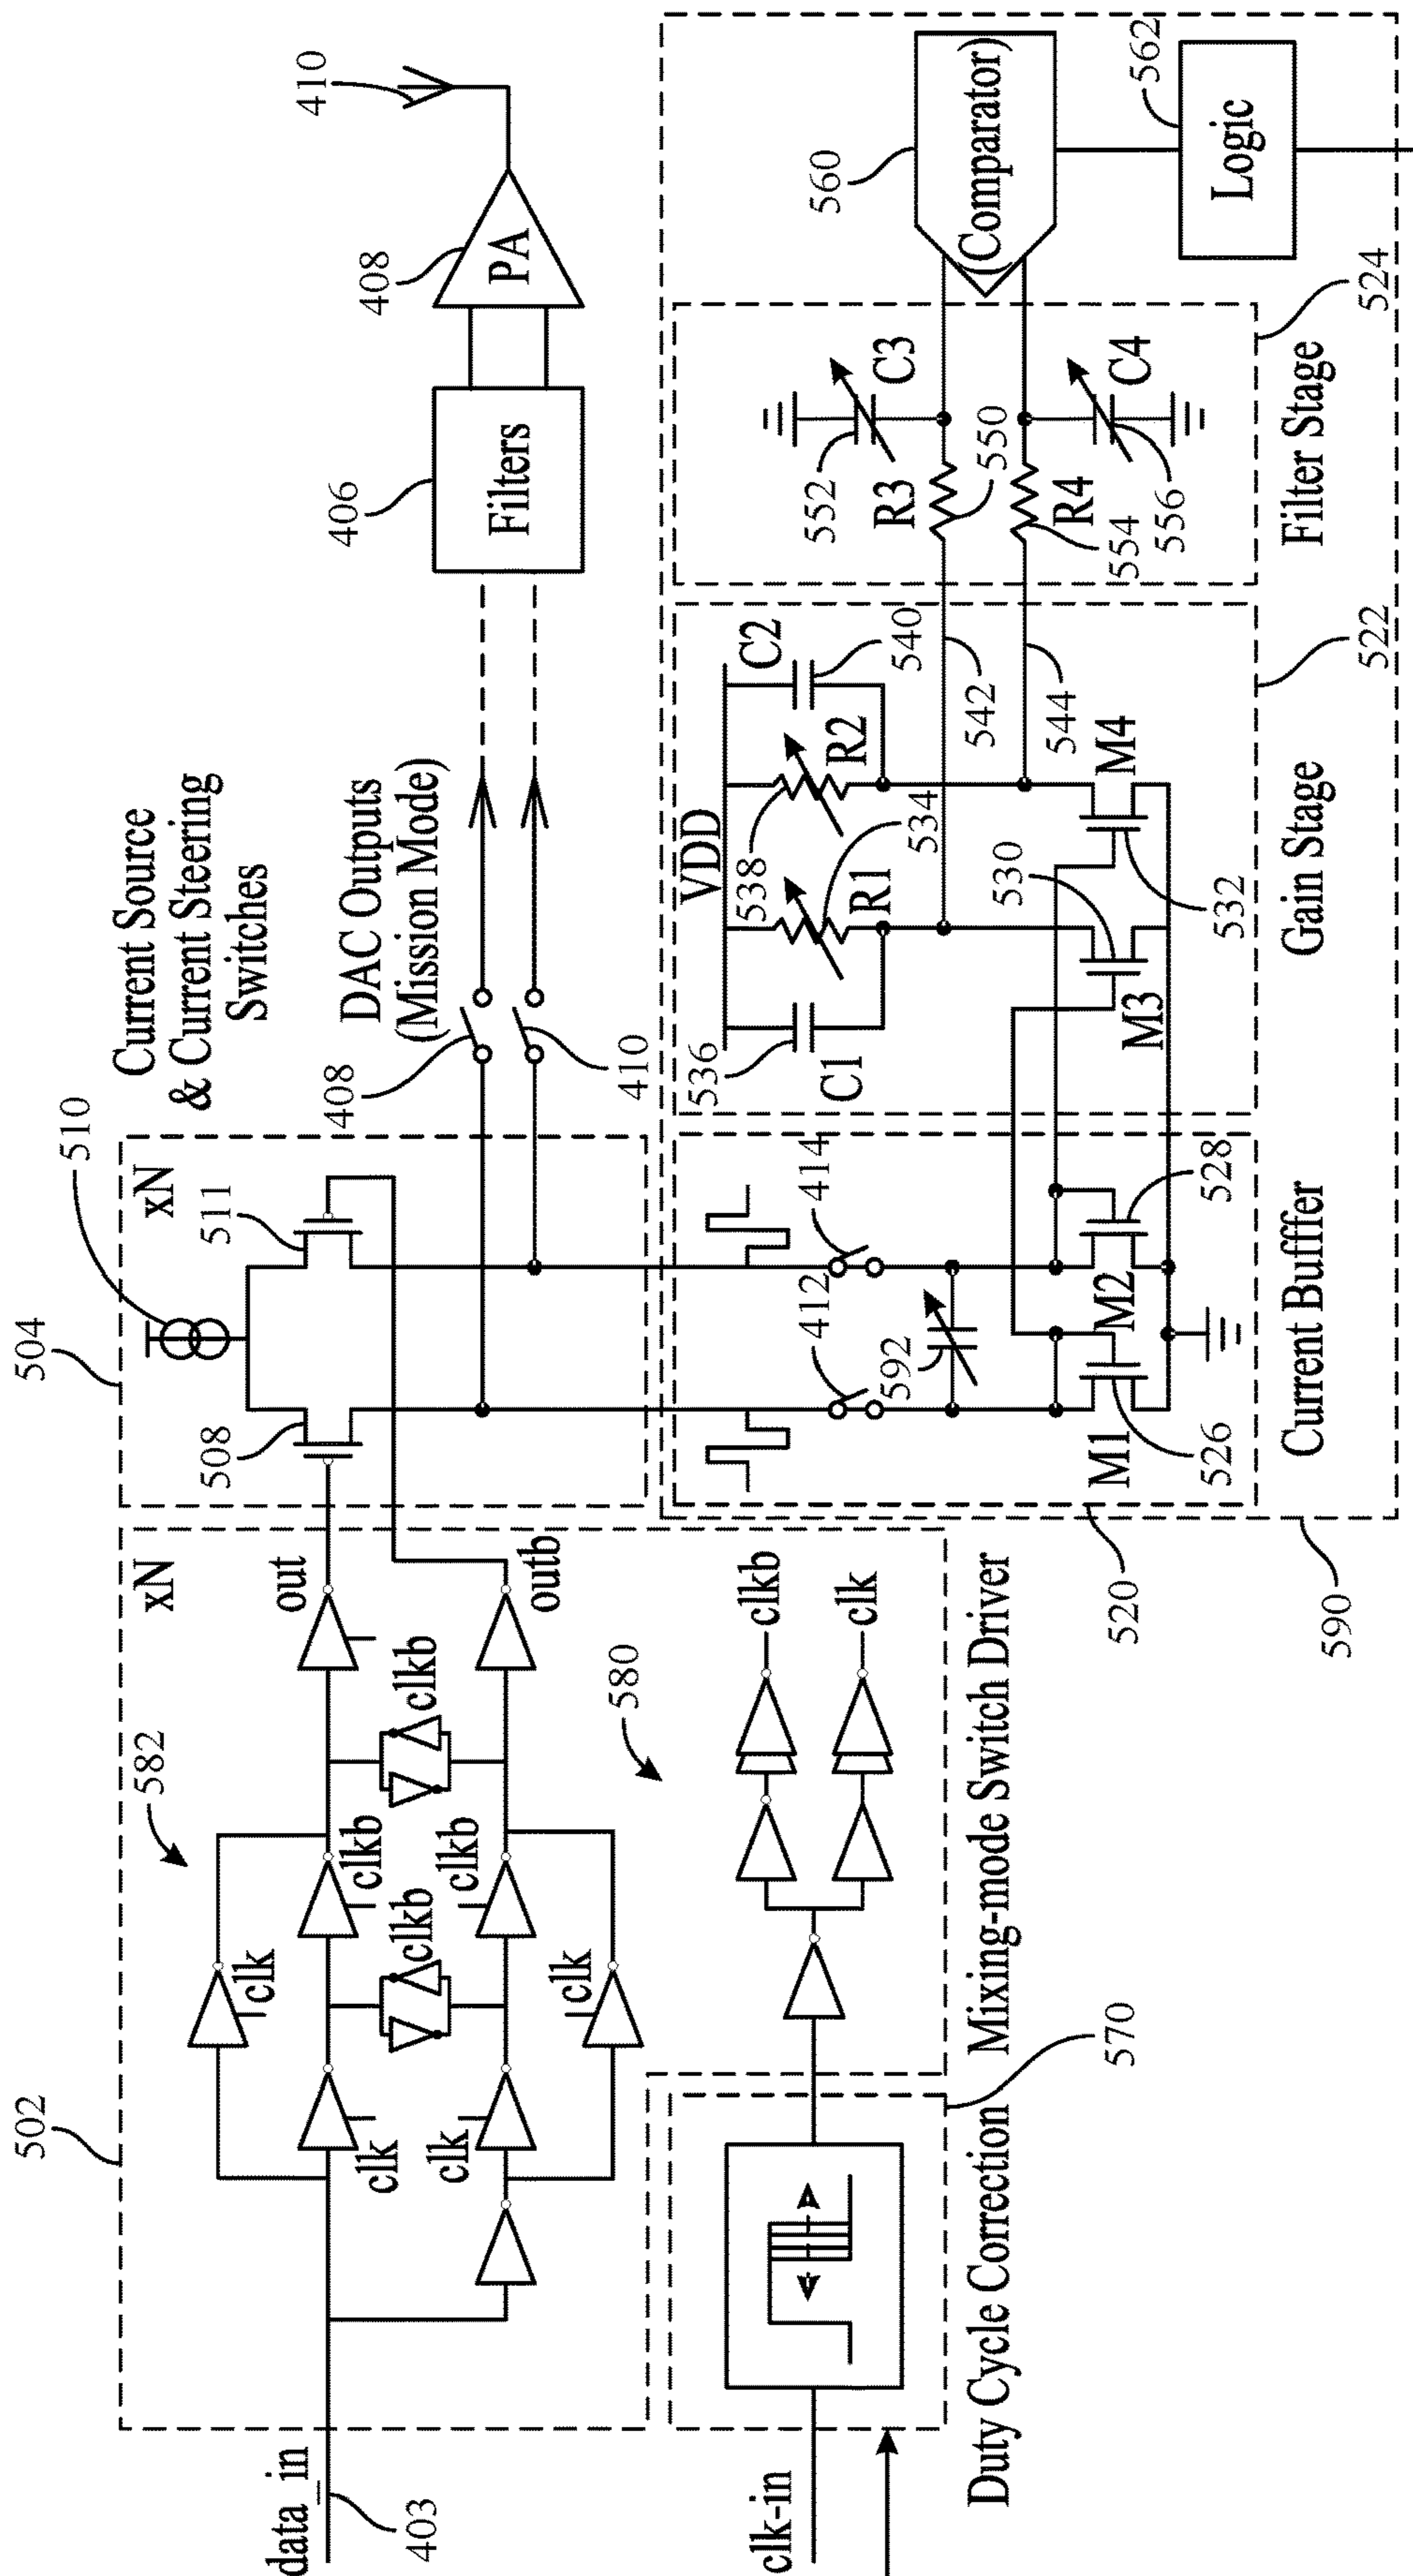 502
xN
582
data_in
403
clk
clk
clk
clk
clkb
clkb
clkb
clkb
out
outb
clk-in
570
Duty Cycle Correction
580
clkb
clk
Mixing-mode Switch Driver
504
510
xN
508
511
Current Source
& Current Steering
Switches
DAC Outputs
(Mission Mode)
408
410
406
Filters
408
PA
410
412
414
592
M1
526
M2
528
Current Bufffer
520
590
VDD
536
C1
538
R1
534
R2
C2
540
542
544
530
M3
M4
532
Gain Stage
522
552
C3
R3
550
R4
554
C4
556
Filter Stage
524
560
(Comparator)
562
Logic